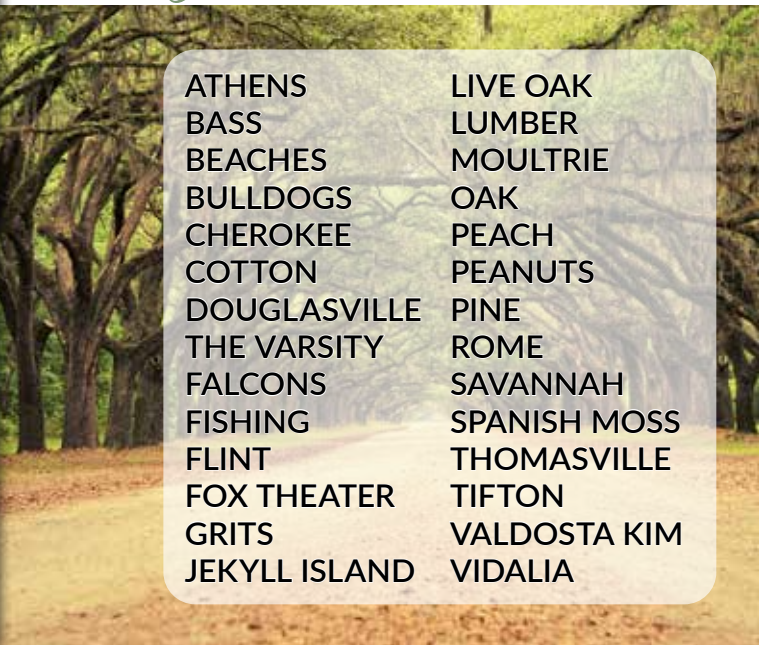 ATHENS
BASS
BEACHES
BULLDOGS
CHEROKEE
COTTON
DOUGLASVILLE
THE VARSITY
FALCONS
FISHING
FLINT
FOX THEATER
GRITS
JEKYLL ISLAND
LIVE OAK
LUMBER
MOULTRIE
OAK
PEACH
PEANUTS
PINE
ROME
SAVANNAH
SPANISH MOSS
THOMASVILLE
TIFTON
VALDOSTA KIM
VIDALIA